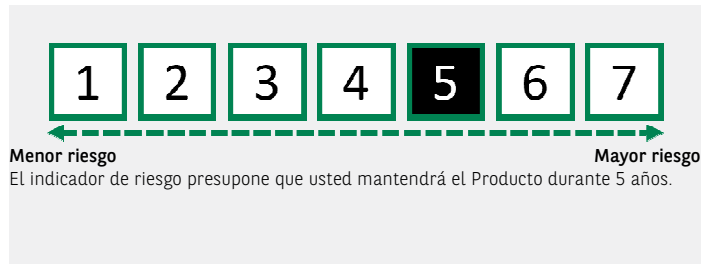 1 2 3 4 5 6 7
Menor riesgo Mayor riesgo
El indicador de riesgo presupone que usted mantendrá el Producto durante 5 años.